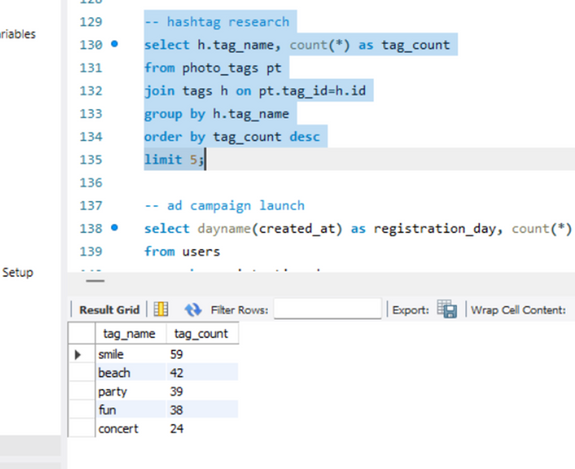 ariables
Setup
129 -- hashtag research
130 select h.tag_name, count(*) as tag_count
131 from photo_tags pt
132 join tags h on pt.tag_id=h.id
133 group by h.tag_name
134 order by tag_count desc
135 limit 5;
136
137 -- ad campaign launch
138 select dayname(created_at) as registration_day, count(*)
139 from users
Result Grid Filter Rows: Export: Wrap Cell Content:
tag_name tag_count
smile 59
beach 42
party 39
fun 38
concert 24